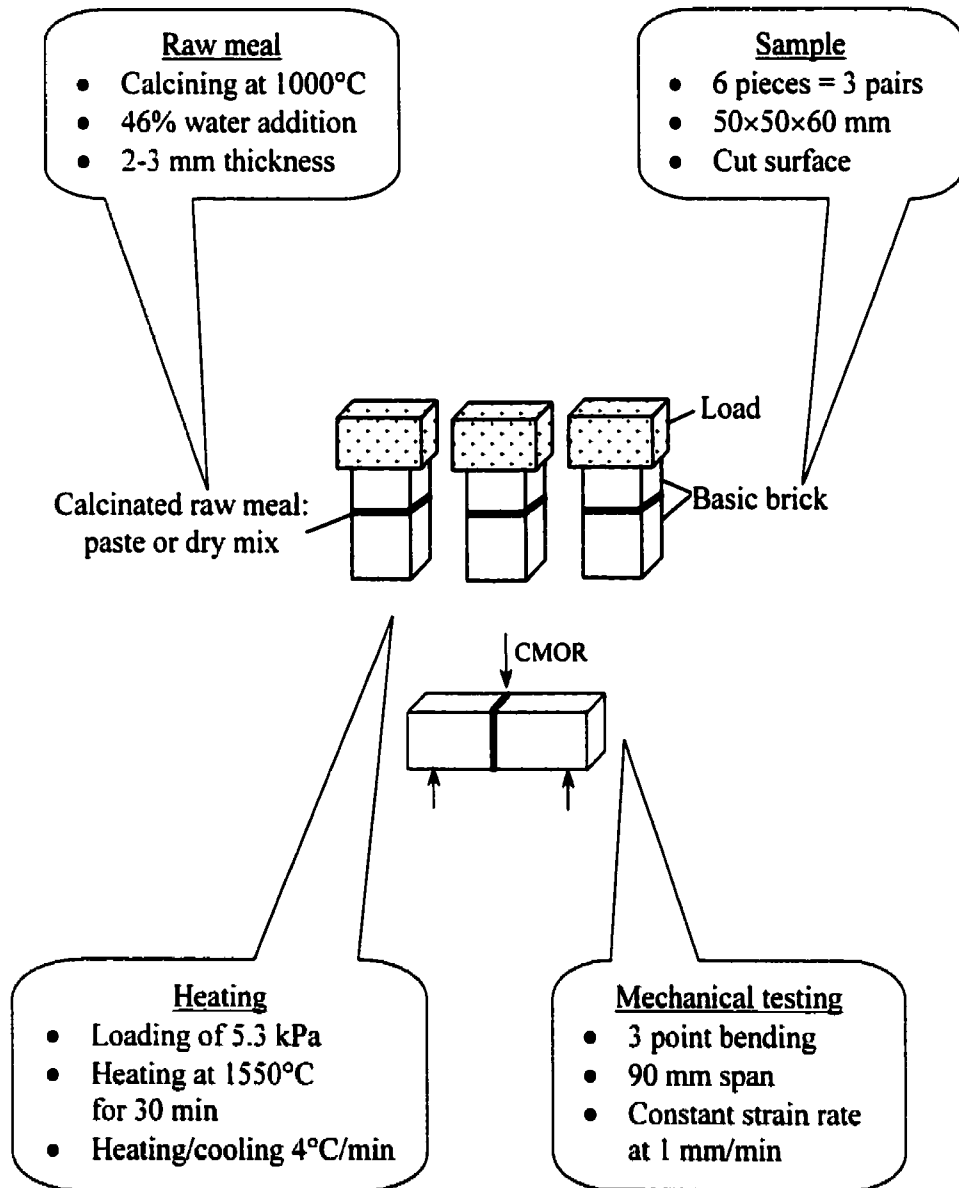 Raw meal
• Calcining at 1000°C
• 46% water addition
• 2-3 mm thickness
Sample
• 6 pieces = 3 pairs
• 50×50×60 mm
• Cut surface
Load
Calcinated raw meal:
paste or dry mix
Basic brick
CMOR
Heating
• Loading of 5.3 kPa
• Heating at 1550°C
for 30 min
• Heating/cooling 4°C/min
Mechanical testing
• 3 point bending
• 90 mm span
• Constant strain rate
at 1 mm/min